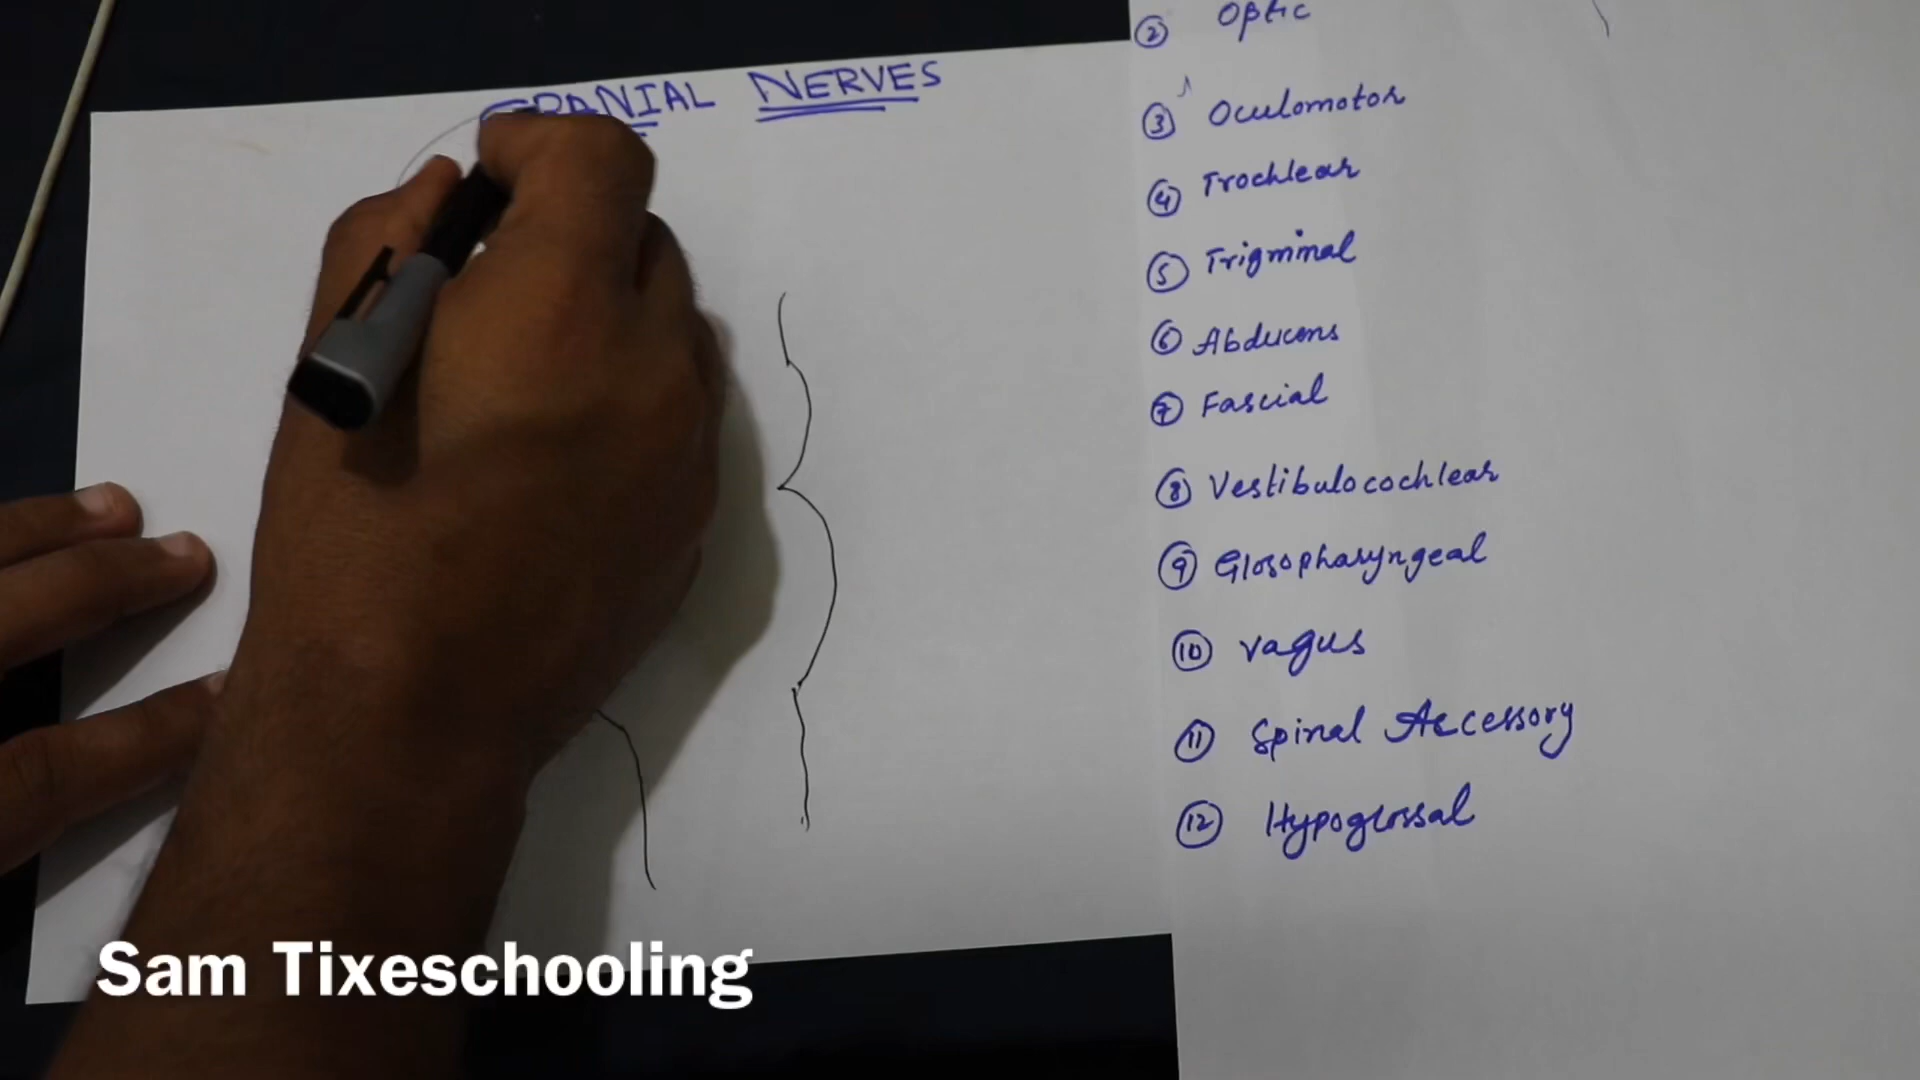 CRANIAL NERVES
② Optic
③ Oculomotor
④ Trochlear
⑤ Trigminal
⑥ Abducens
⑦ Fascial
⑧ Vestibulocochlear
⑨ Glosopharyngeal
⑩ vagus
⑪ Spinal Accessory
⑫ Hypoglossal
Sam Tixeschooling